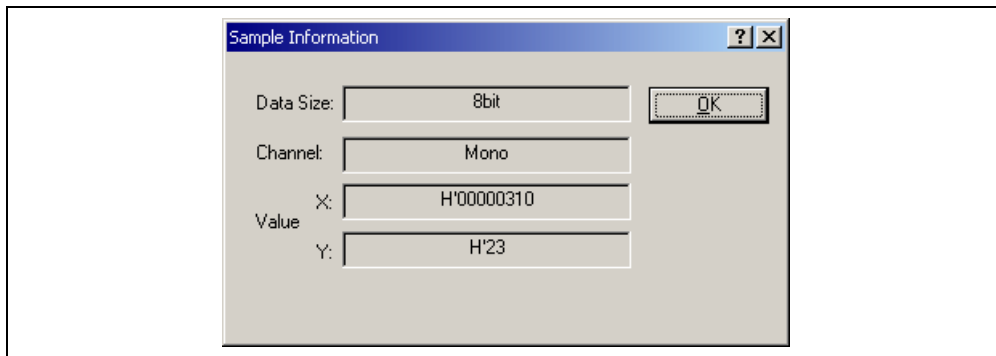 Sample Information
Data Size: 8bit
OK
Channel: Mono
Value
X: H'00000310
Y: H'23